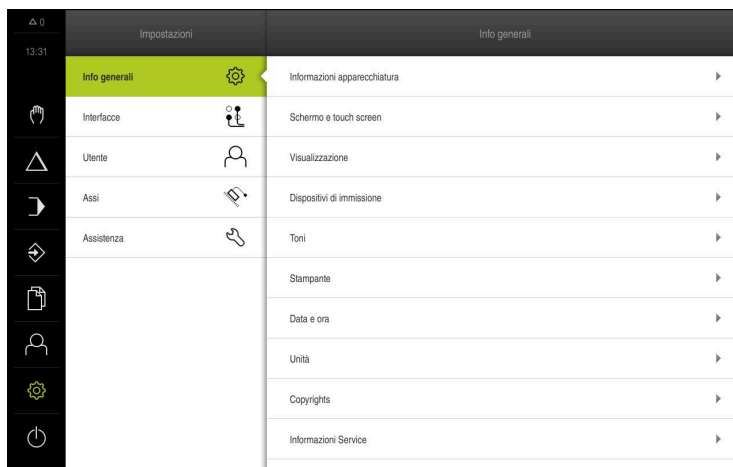 0
13:31
Impostazioni
Info generali
Info generali
Interfacce
Utente
Assi
Assistenza
Informazioni apparecchiatura
Schermo e touch screen
Visualizzazione
Dispositivi di immissione
Toni
Stampante
Data e ora
Unità
Copyrights
Informazioni Service